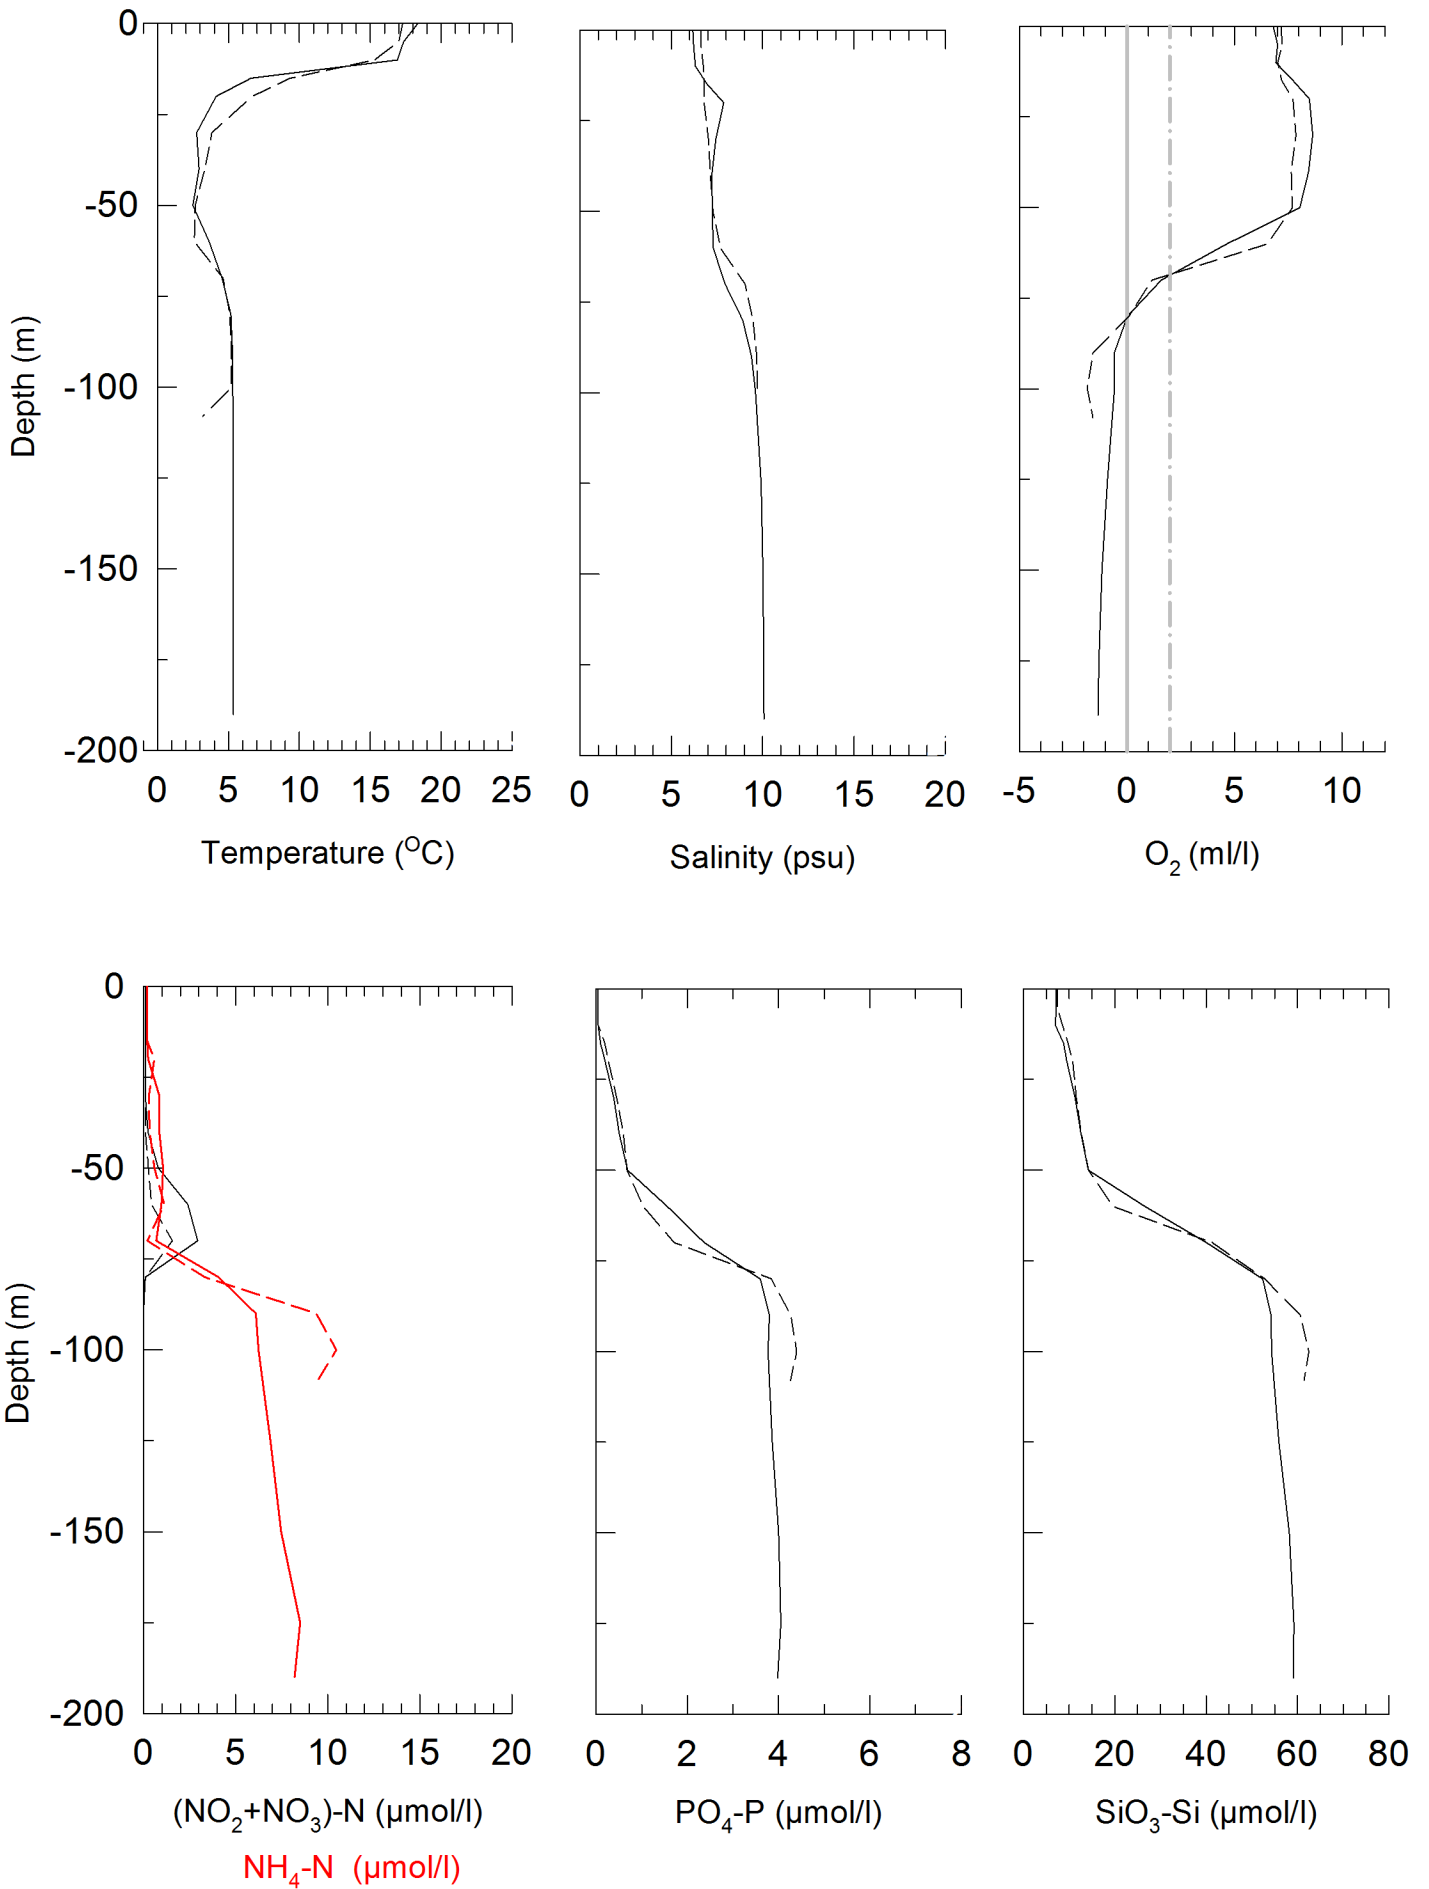 0
-50
-100
-150
-200
Depth (m)
0 5 10 15 20 25
Temperature (°C)
0 5 10 15 20
Salinity (psu)
-5 0 5 10
O₂ (ml/l)
0
-50
-100
-150
-200
Depth (m)
0 5 10 15 20
(NO₂+NO₃)-N (µmol/l)
NH₄-N (µmol/l)
0 2 4 6 8
PO₄-P (µmol/l)
0 20 40 60 80
SiO₃-Si (µmol/l)